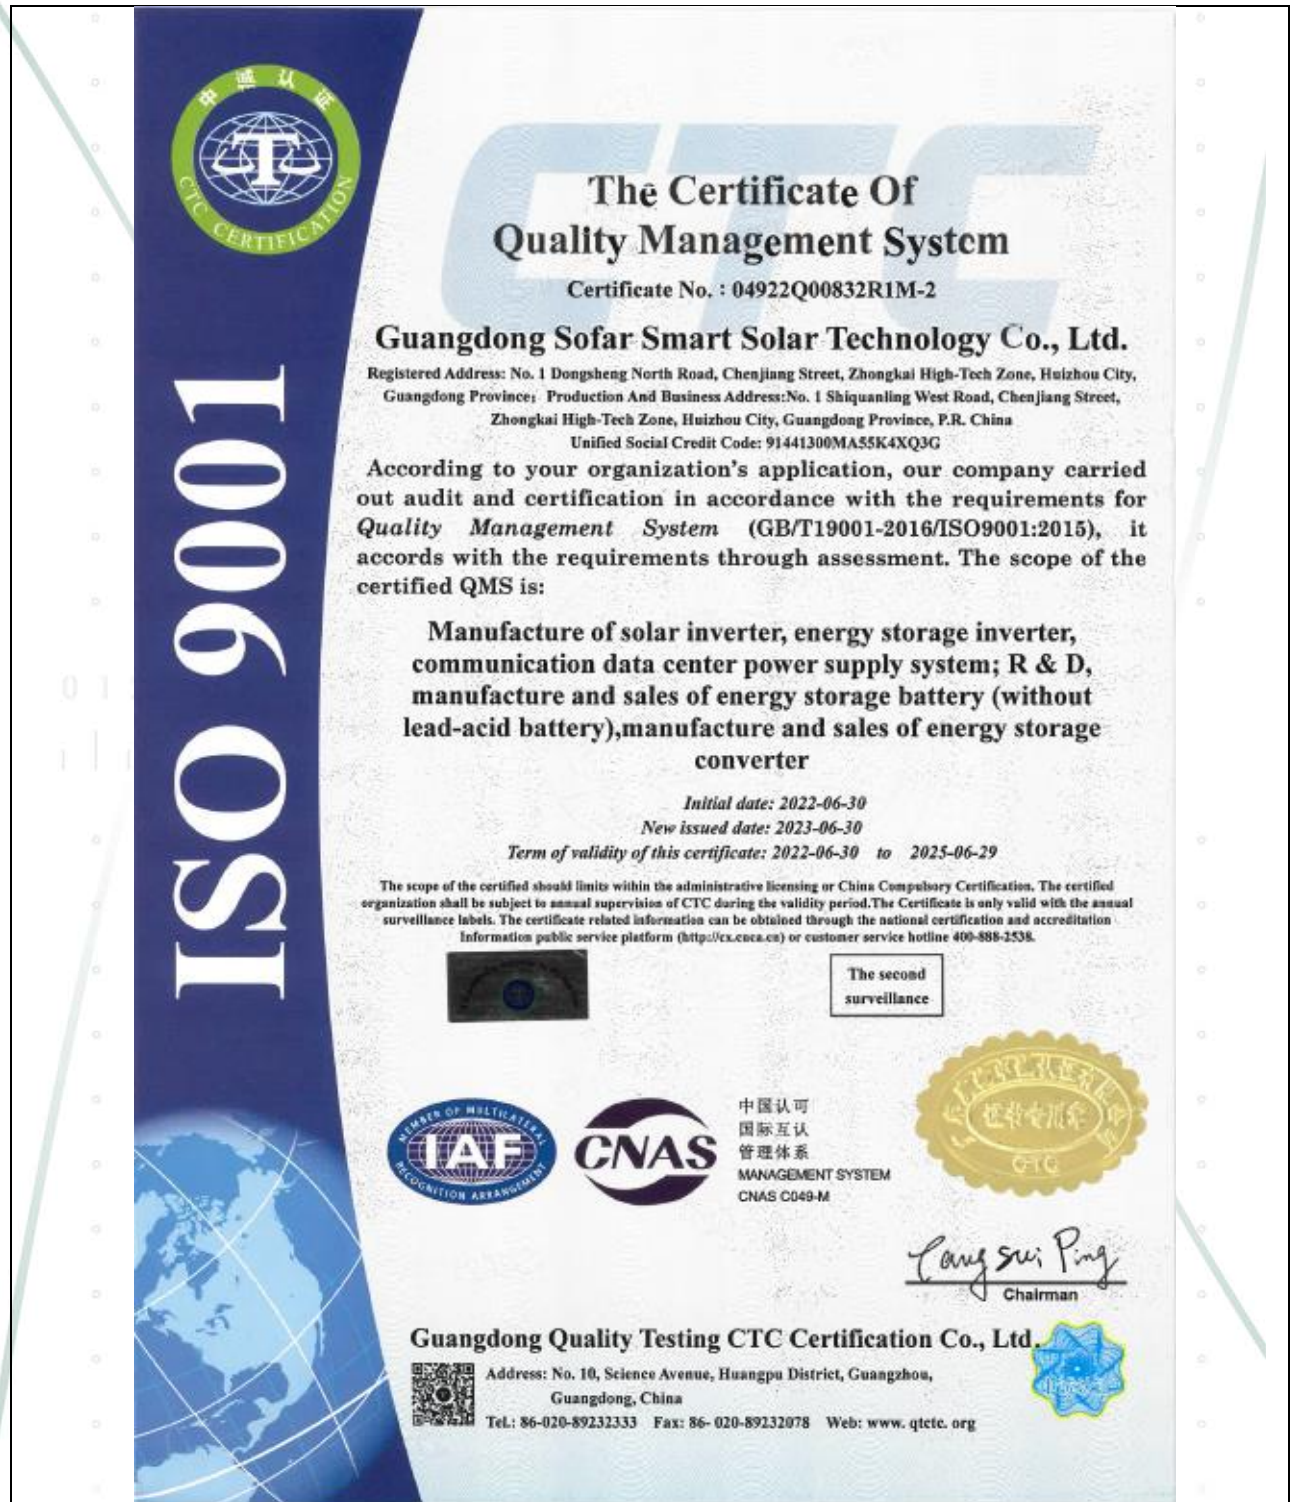 中诚认证
CTC CERTIFICATION
CTC
ISO 9001
The Certificate Of
Quality Management System
Certificate No. : 04922Q00832R1M-2
Guangdong Sofar Smart Solar Technology Co., Ltd.
Registered Address: No. 1 Dongsheng North Road, Chenjiang Street, Zhongkai High-Tech Zone, Huizhou City,
Guangdong Province; Production And Business Address:No. 1 Shiquanling West Road, Chenjiang Street,
Zhongkai High-Tech Zone, Huizhou City, Guangdong Province, P.R. China
Unified Social Credit Code: 91441300MA55K4XQ3G
According to your organization's application, our company carried
out audit and certification in accordance with the requirements for
Quality Management System (GB/T19001-2016/ISO9001:2015), it
accords with the requirements through assessment. The scope of the
certified QMS is:
Manufacture of solar inverter, energy storage inverter,
communication data center power supply system; R & D,
manufacture and sales of energy storage battery (without
lead-acid battery),manufacture and sales of energy storage
converter
Initial date: 2022-06-30
New issued date: 2023-06-30
Term of validity of this certificate: 2022-06-30 to 2025-06-29
The scope of the certified should limits within the administrative licensing or China Compulsory Certification. The certified
organization shall be subject to annual supervision of CTC during the validity period.The Certificate is only valid with the annual
surveillance labels. The certificate related information can be obtained through the national certification and accreditation
Information public service platform (http://cx.cnca.cn) or customer service hotline 400-888-2538.
The second
surveillance
MEMBER OF MULTILATERAL
IAF
RECOGNITION ARRANGEMENT
CNAS
中国认可
国际互认
管理体系
MANAGEMENT SYSTEM
CNAS C049-M
证书专用章
CTC
Chairman
Guangdong Quality Testing CTC Certification Co., Ltd.
Address: No. 10, Science Avenue, Huangpu District, Guangzhou,
Guangdong, China
Tel.: 86-020-89232333 Fax: 86- 020-89232078 Web: www. qtctc. org